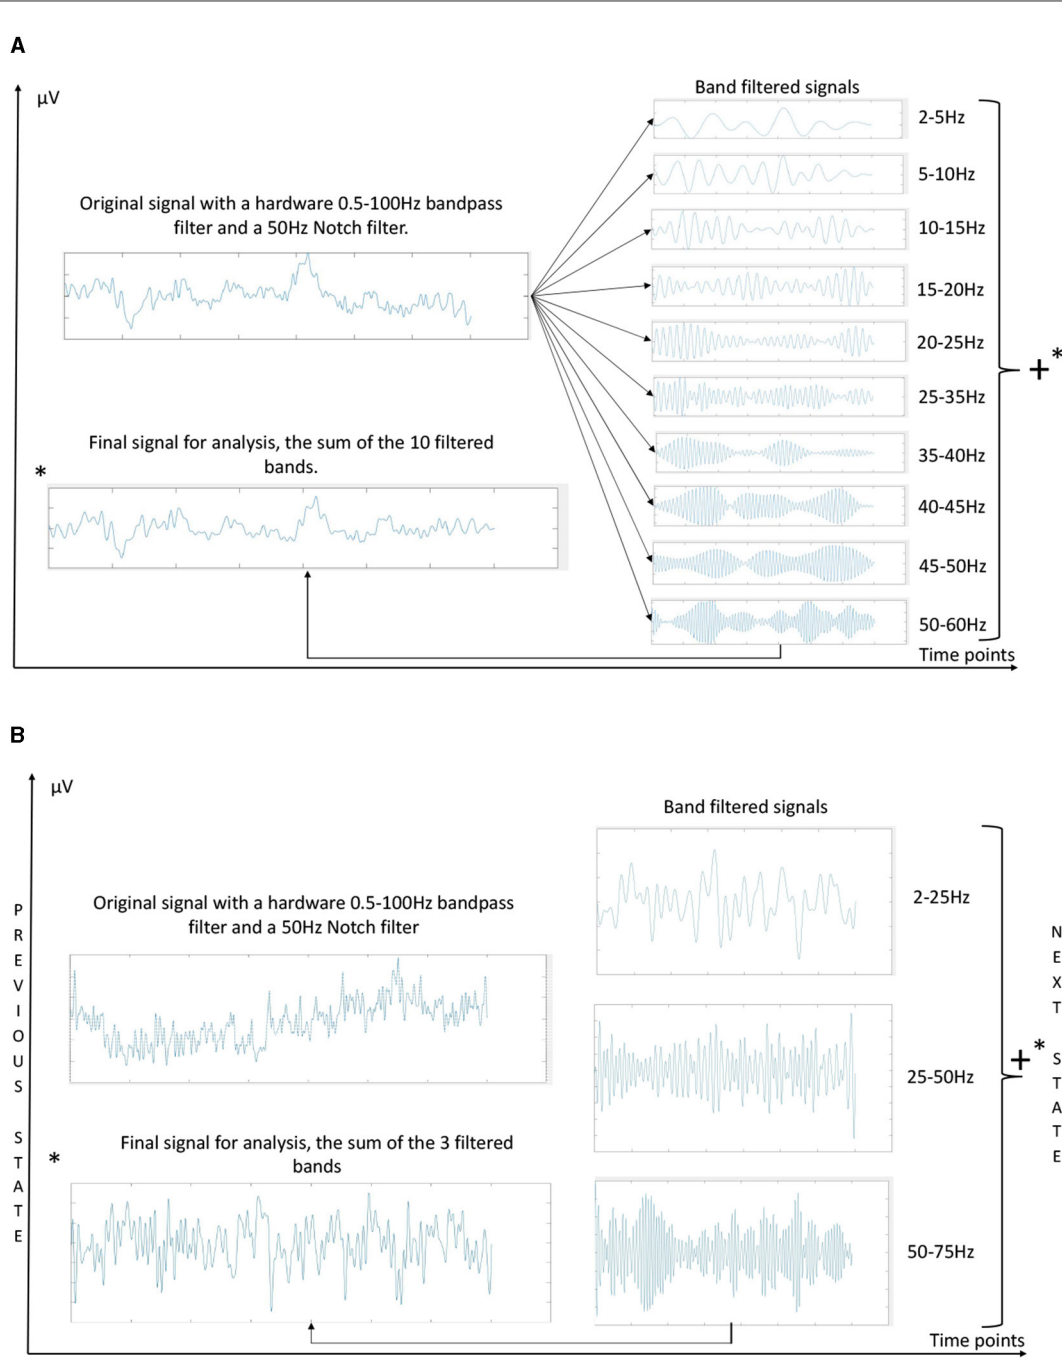 A
µV
Band filtered signals
2-5Hz
5-10Hz
Original signal with a hardware 0.5-100Hz bandpass
filter and a 50Hz Notch filter.
10-15Hz
15-20Hz
20-25Hz
+*
25-35Hz
Final signal for analysis, the sum of the 10 filtered
bands.
*
35-40Hz
40-45Hz
45-50Hz
50-60Hz
Time points
B
µV
Band filtered signals
2-25Hz
Original signal with a hardware 0.5-100Hz bandpass
filter and a 50Hz Notch filter
PREVIOUS STATE
NEXT STATE
+*
25-50Hz
Final signal for analysis, the sum of the 3 filtered
bands
*
50-75Hz
Time points